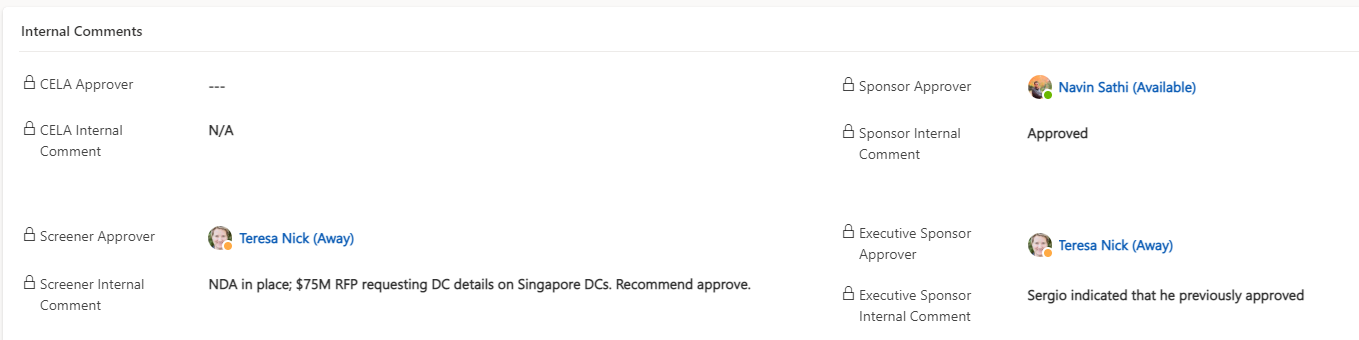 Internal Comments
CELA Approver
---
Sponsor Approver
Navin Sathi (Available)
CELA Internal
Comment
N/A
Sponsor Internal
Comment
Approved
Screener Approver
Teresa Nick (Away)
Executive Sponsor
Approver
Teresa Nick (Away)
Screener Internal
Comment
NDA in place; $75M RFP requesting DC details on Singapore DCs. Recommend approve.
Executive Sponsor
Internal Comment
Sergio indicated that he previously approved